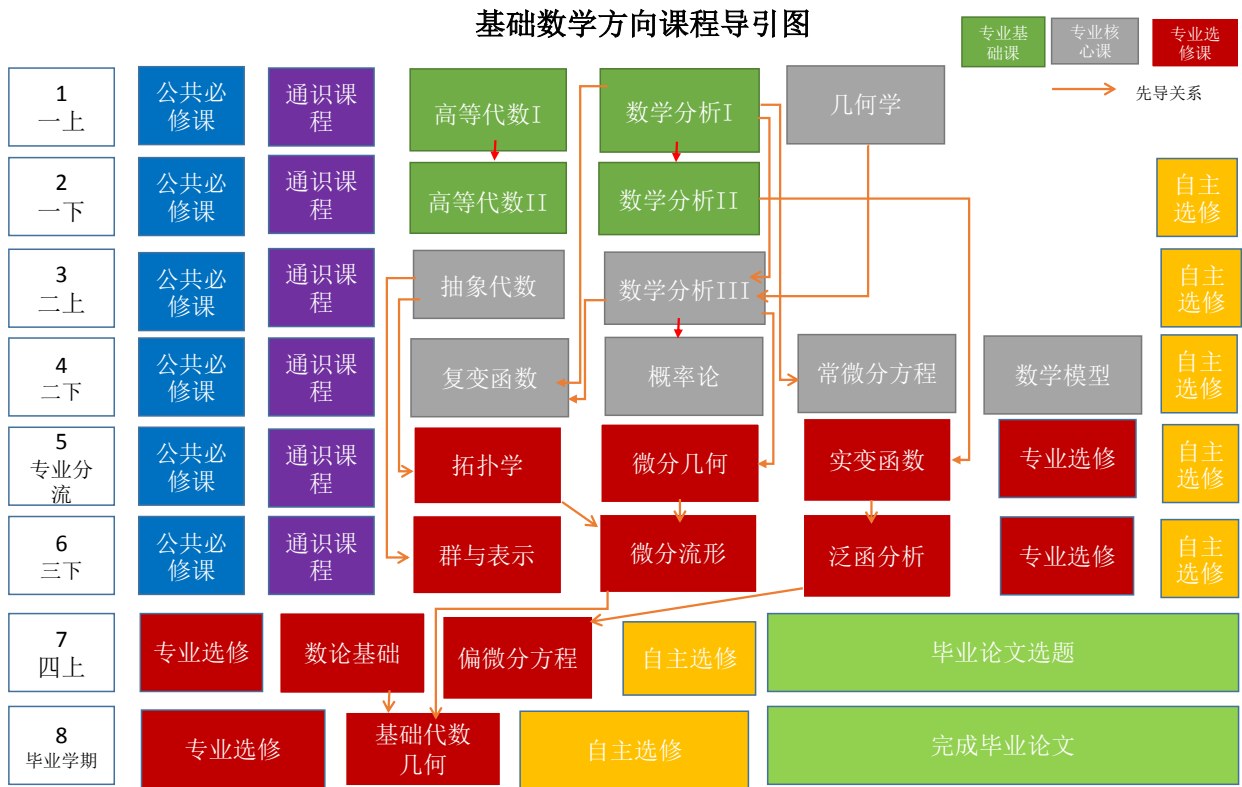 基础数学方向课程导引图
专业基
础课
专业核
心课
专业选
修课
先导关系
1
一上
公共必
修课
通识课
程
高等代数I
数学分析I
几何学
2
一下
公共必
修课
通识课
程
高等代数II
数学分析II
自主
选修
3
二上
公共必
修课
通识课
程
抽象代数
数学分析III
自主
选修
4
二下
公共必
修课
通识课
程
复变函数
概率论
常微分方程
数学模型
自主
选修
5
专业分
流
公共必
修课
通识课
程
拓扑学
微分几何
实变函数
专业选修
自主
选修
6
三下
公共必
修课
通识课
程
群与表示
微分流形
泛函分析
专业选修
自主
选修
7
四上
专业选修
数论基础
偏微分方程
自主选修
毕业论文选题
8
毕业学期
专业选修
基础代数
几何
自主选修
完成毕业论文